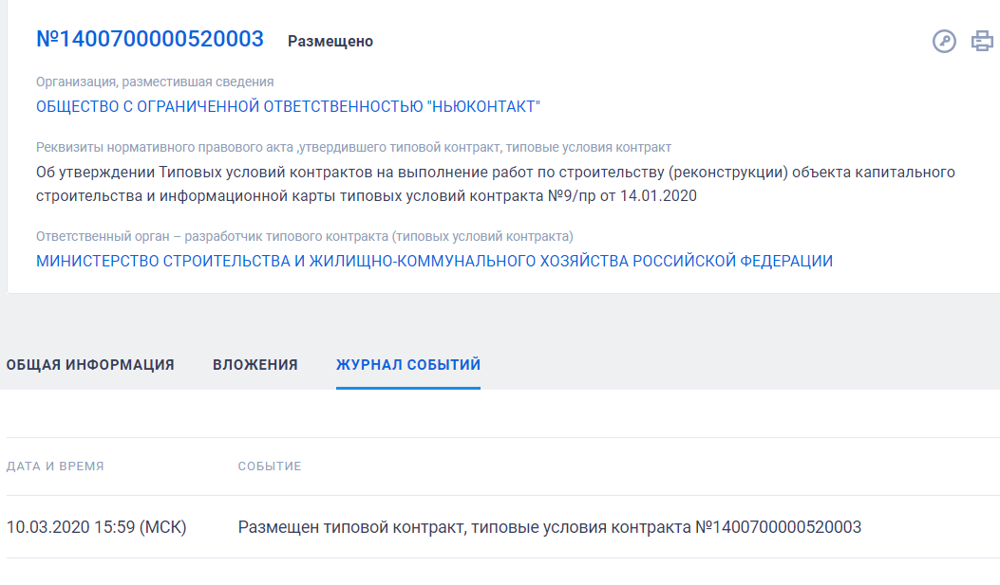 №1400700000520003 Размещено
Организация, разместившая сведения
ОБЩЕСТВО С ОГРАНИЧЕННОЙ ОТВЕТСТВЕННОСТЬЮ "НЬЮКОНТАКТ"
Реквизиты нормативного правового акта ,утвердившего типовой контракт, типовые условия контракт
Об утверждении Типовых условий контрактов на выполнение работ по строительству (реконструкции) объекта капитального
строительства и информационной карты типовых условий контракта №9/пр от 14.01.2020
Ответственный орган – разработчик типового контракта (типовых условий контракта)
МИНИСТЕРСТВО СТРОИТЕЛЬСТВА И ЖИЛИЩНО-КОММУНАЛЬНОГО ХОЗЯЙСТВА РОССИЙСКОЙ ФЕДЕРАЦИИ
ОБЩАЯ ИНФОРМАЦИЯ ВЛОЖЕНИЯ ЖУРНАЛ СОБЫТИЙ
ДАТА И ВРЕМЯ СОБЫТИЕ
10.03.2020 15:59 (МСК) Размещен типовой контракт, типовые условия контракта №1400700000520003